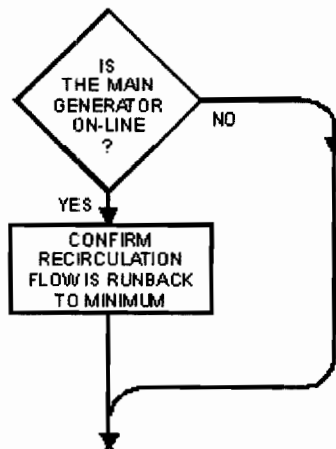 IS
THE MAIN
GENERATOR
ON-LINE
?
NO
YES
CONFIRM
RECIRCULATION
FLOW IS RUNBACK
TO MINIMUM